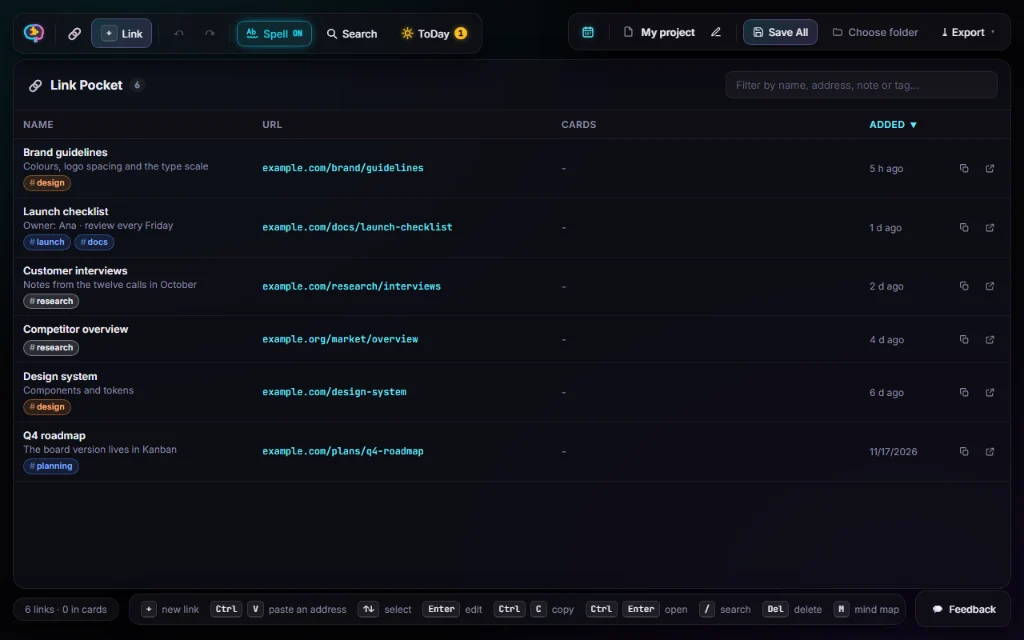 + Link
Ab Spell ON
Search
ToDay 1
My project
Save All
Choose folder
Export
Link Pocket 6
Filter by name, address, note or tag...
NAME URL CARDS ADDED ▼
Brand guidelines
Colours, logo spacing and the type scale
#design
example.com/brand/guidelines - 5 h ago
Launch checklist
Owner: Ana · review every Friday
#launch #docs
example.com/docs/launch-checklist - 1 d ago
Customer interviews
Notes from the twelve calls in October
#research
example.com/research/interviews - 2 d ago
Competitor overview
#research
example.org/market/overview - 4 d ago
Design system
Components and tokens
#design
example.com/design-system - 6 d ago
Q4 roadmap
The board version lives in Kanban
#planning
example.com/plans/q4-roadmap - 11/17/2026
6 links · 0 in cards
+ new link Ctrl V paste an address ↑↓ select Enter edit Ctrl C copy Ctrl Enter open / search Del delete M mind map
Feedback